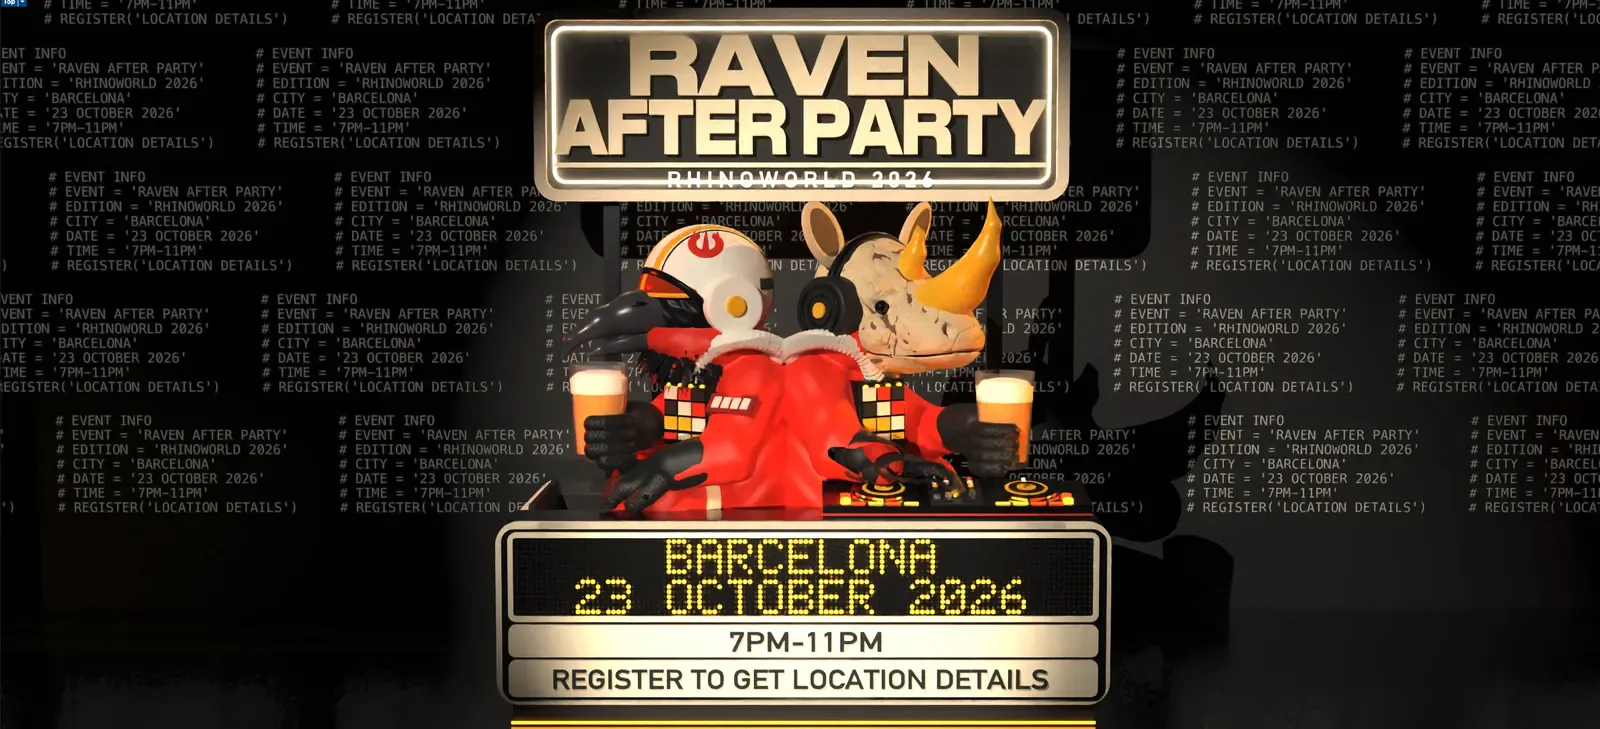 Top
RAVEN
AFTER PARTY
RHINOWORLD 2026
# EVENT INFO
# EVENT = 'RAVEN AFTER PARTY'
# EDITION = 'RHINOWORLD 2026'
# CITY = 'BARCELONA'
# DATE = '23 OCTOBER 2026'
# TIME = '7PM-11PM'
# REGISTER('LOCATION DETAILS')
BARCELONA
23 OCTOBER 2026
7PM-11PM
REGISTER TO GET LOCATION DETAILS